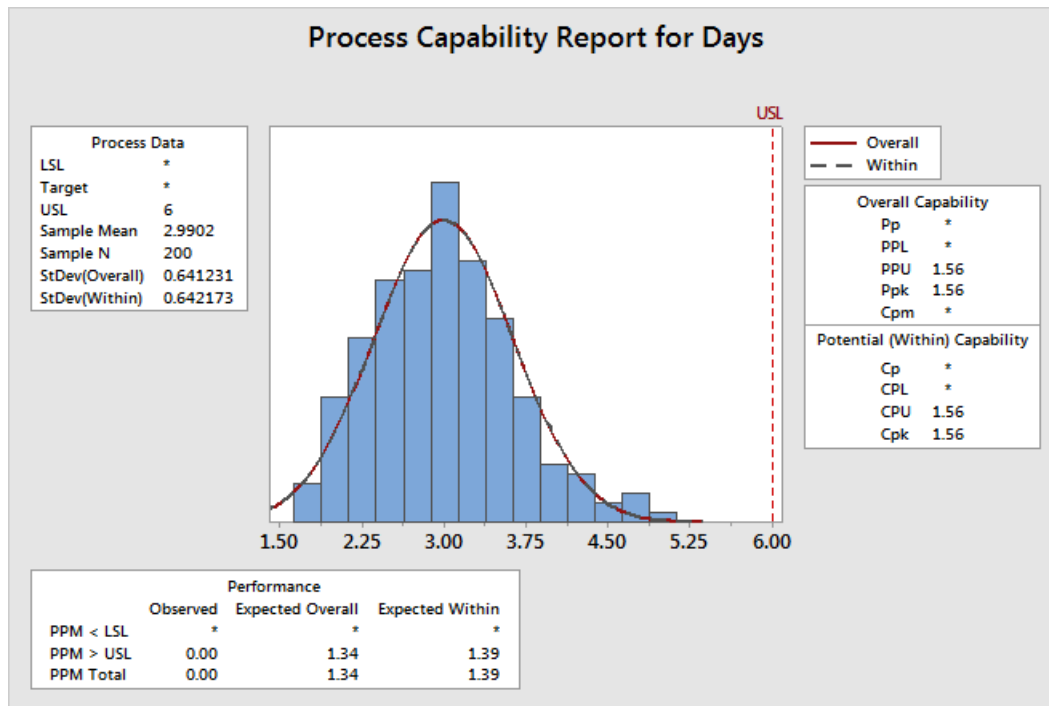 Process Capability Report for Days
USL
Process Data
LSL *
Target *
USL 6
Sample Mean 2.9902
Sample N 200
StDev(Overall) 0.641231
StDev(Within) 0.642173
Overall
Within
Overall Capability
Pp *
PPL *
PPU 1.56
Ppk 1.56
Cpm *
Potential (Within) Capability
Cp *
CPL *
CPU 1.56
Cpk 1.56
1.50 2.25 3.00 3.75 4.50 5.25 6.00
Performance
Observed Expected Overall Expected Within
PPM < LSL * * *
PPM > USL 0.00 1.34 1.39
PPM Total 0.00 1.34 1.39